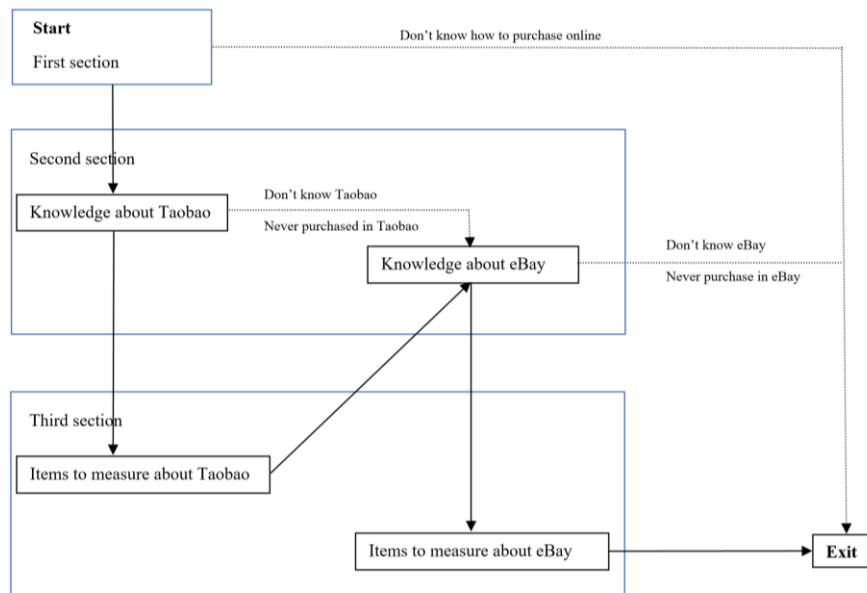 Start
Don't know how to purchase online
First section
Second section
Don't know Taobao
Knowledge about Taobao
Never purchased in Taobao
Don't know eBay
Knowledge about eBay
Never purchase in eBay
Third section
Items to measure about Taobao
Items to measure about eBay
Exit